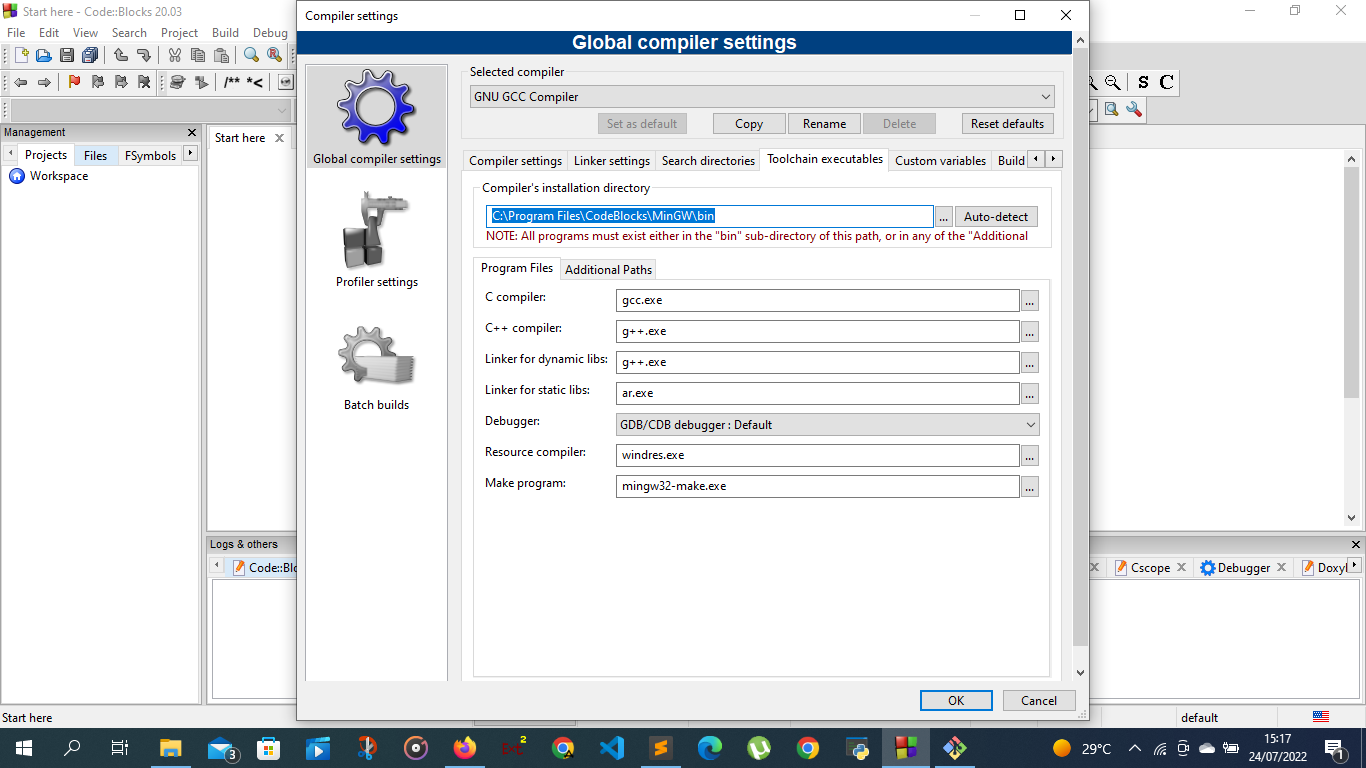 Start here - Code::Blocks 20.03
File Edit View Search Project Build Debug
Compiler settings
Global compiler settings
Management
Projects Files FSymbols
Workspace
Start here
Global compiler settings
Profiler settings
Batch builds
Selected compiler
GNU GCC Compiler
Set as default Copy Rename Delete Reset defaults
Compiler settings Linker settings Search directories Toolchain executables Custom variables Build
Compiler's installation directory
C:\Program Files\CodeBlocks\MinGW\bin ... Auto-detect
NOTE: All programs must exist either in the "bin" sub-directory of this path, or in any of the "Additional
Program Files Additional Paths
C compiler: gcc.exe ...
C++ compiler: g++.exe ...
Linker for dynamic libs: g++.exe ...
Linker for static libs: ar.exe ...
Debugger: GDB/CDB debugger : Default
Resource compiler: windres.exe ...
Make program: mingw32-make.exe ...
OK Cancel
/** *<
S C
Logs & others
Code::Blo
Cscope Debugger Doxyl
Start here
default
3
29°C
15:17
24/07/2022
1